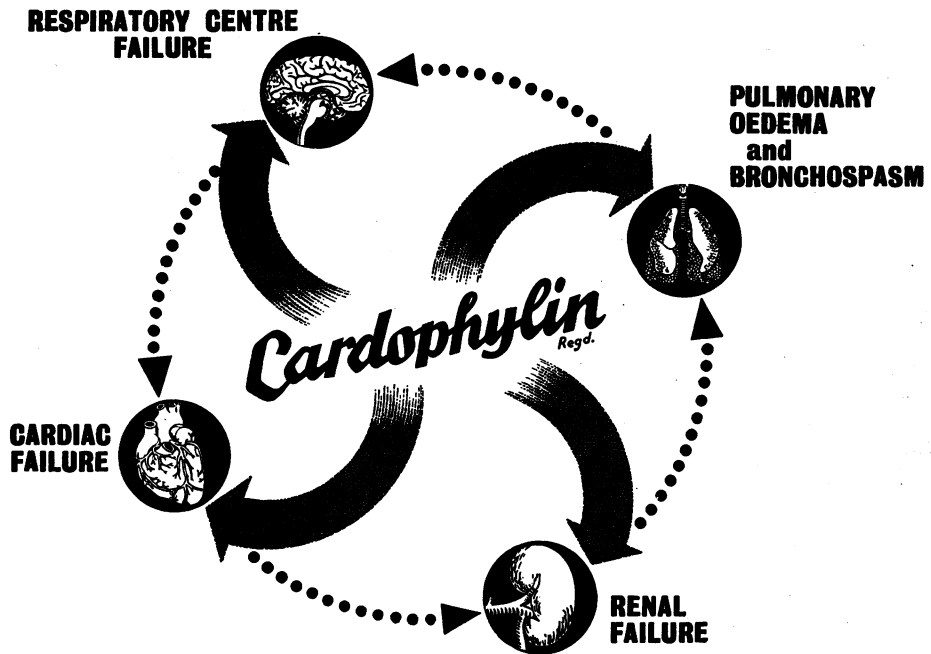 RESPIRATORY CENTRE
FAILURE
PULMONARY
OEDEMA
and
BRONCHOSPASM
Cardophylin
Regd.
CARDIAC
FAILURE
RENAL
FAILURE